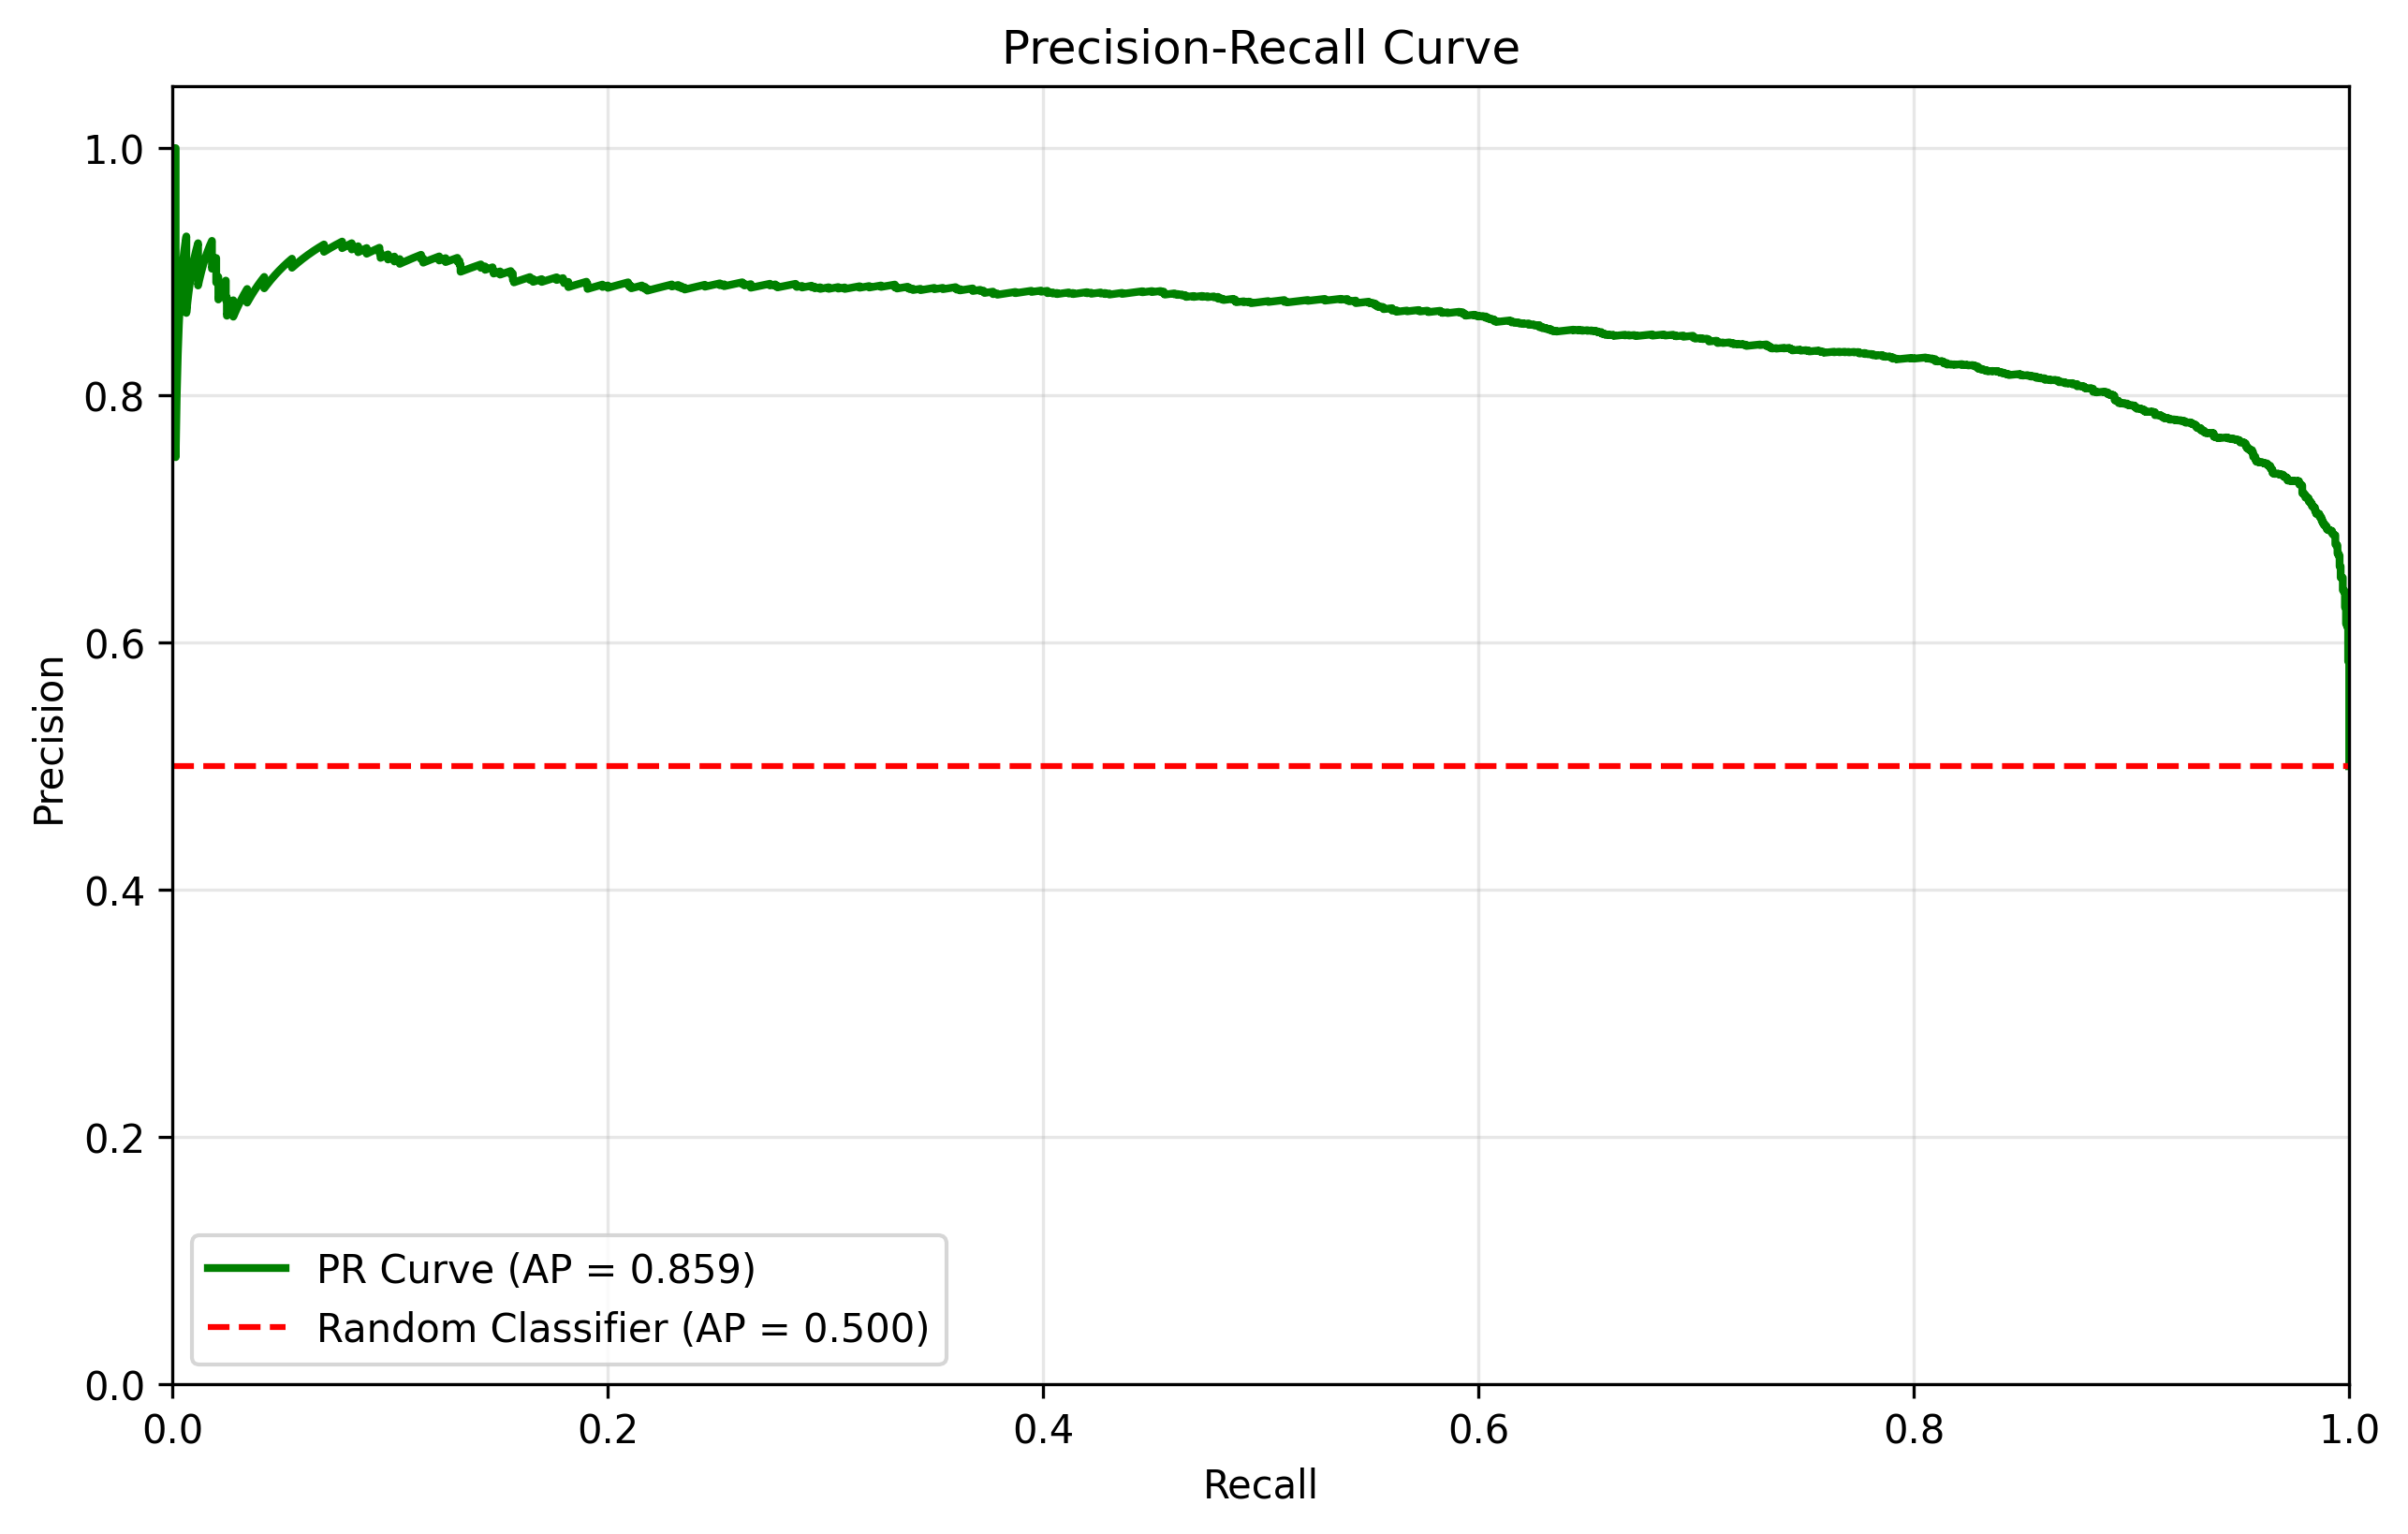 Precision-Recall Curve
1.0
0.8
0.6
0.4
0.2
0.0
Precision
PR Curve (AP = 0.859)
Random Classifier (AP = 0.500)
0.0 0.2 0.4 0.6 0.8 1.0
Recall